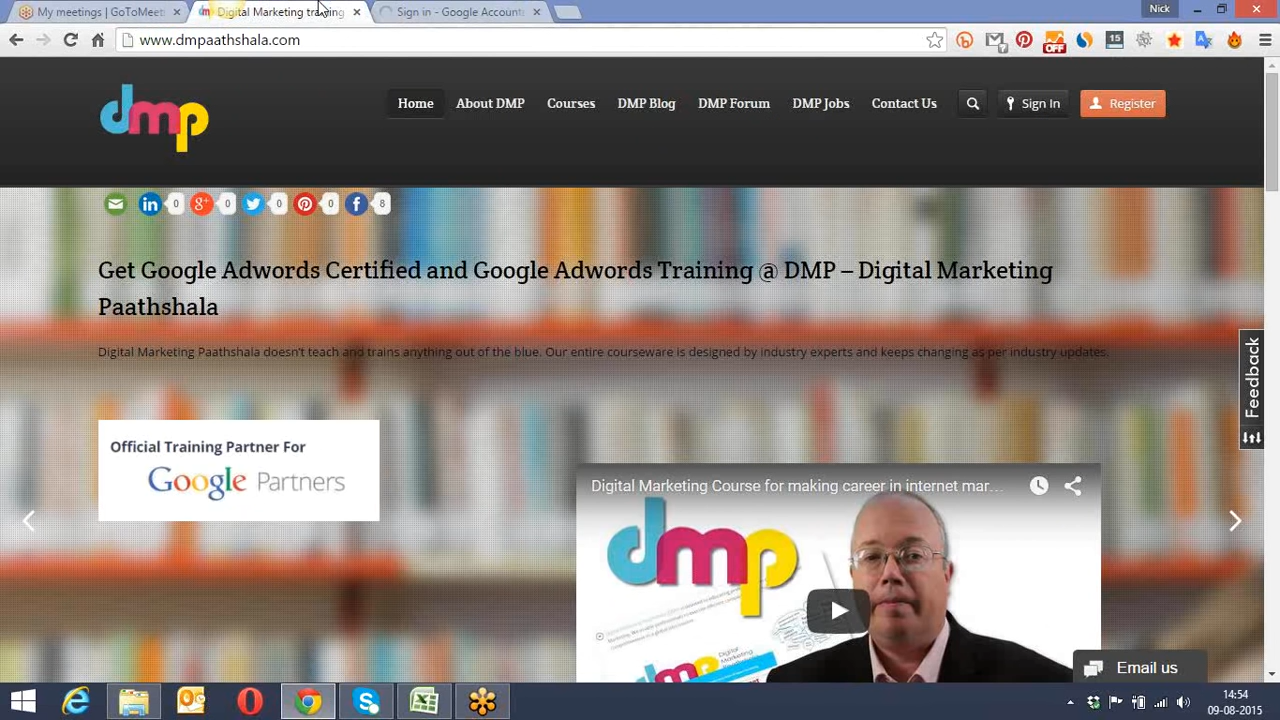 My meetings | GoToMeeti
Digital Marketing training
Sign in - Google Account
Nick
www.dmpaathshala.com
OFF
15
dmp
Home
About DMP
Courses
DMP Blog
DMP Forum
DMP Jobs
Contact Us
Sign In
Register
0
0
0
0
8
Get Google Adwords Certified and Google Adwords Training @ DMP – Digital Marketing
Paathshala
Digital Marketing Paathshala doesn't teach and trains anything out of the blue. Our entire courseware is designed by industry experts and keeps changing as per industry updates.
Feedback
Official Training Partner For
Google Partners
Digital Marketing Course for making career in internet mar...
dmp
Email us
14:54
09-08-2015